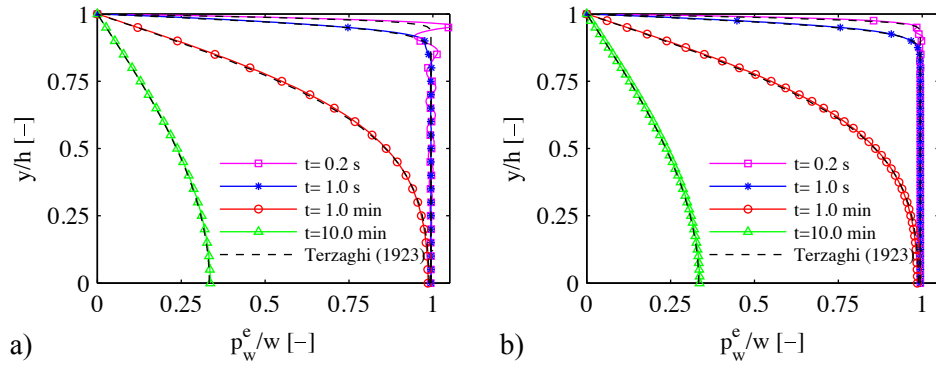 1
0.75
0.5
0.25
0
y/h [−]
t= 0.2 s
t= 1.0 s
t= 1.0 min
t=10.0 min
Terzaghi (1923)
0 0.25 0.5 0.75 1
p_w^e/w [−]
a)
1
0.75
0.5
0.25
0
y/h [−]
t= 0.2 s
t= 1.0 s
t= 1.0 min
t=10.0 min
Terzaghi (1923)
0 0.25 0.5 0.75 1
p_w^e/w [−]
b)